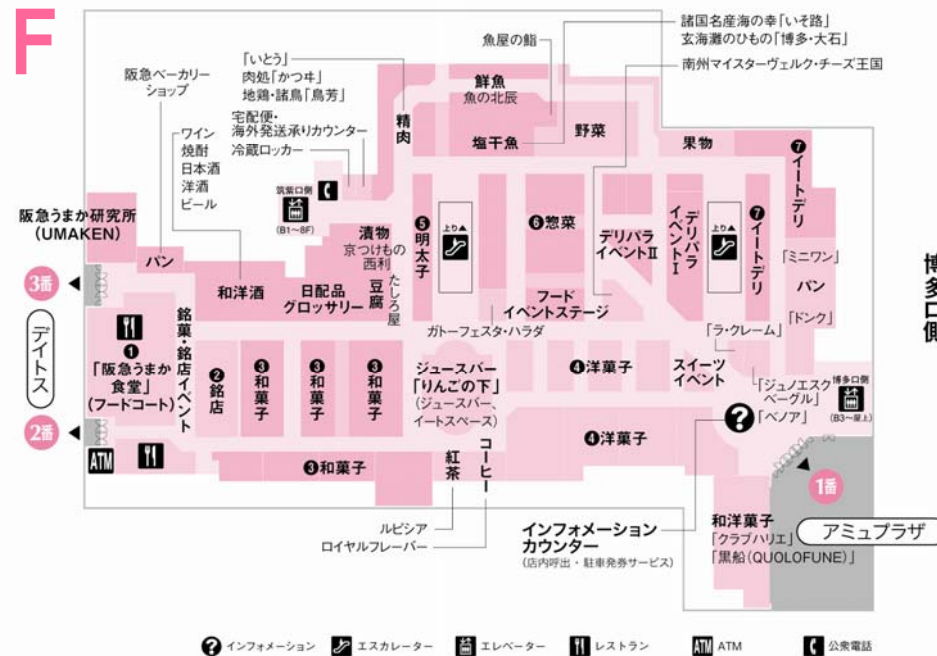 F
諸国名産海の幸「いそ路」
玄海灘のひもの「博多・大石」
魚屋の鮨
南州マイスターヴェルク・チーズ王国
「いとう」
肉処「かつヰ」
地鶏・諸鳥「鳥芳」
宅配便・
海外発送承りカウンター
冷蔵ロッカー
阪急ベーカリー
ショップ
ワイン
焼酎
日本酒
洋酒
ビール
鮮魚
魚の北辰
精肉
塩干魚
野菜
果物
❼イートデリ
筑紫口側
(B1〜8F)
阪急うまか研究所
(UMAKEN)
パン
漬物
京つけもの
西利
❺明太子
上り▲
❻惣菜
デリパラ
イベントⅡ
デリパラ
イベントⅠ
上り▲
❼イートデリ
「ミニワン」
パン
「ドンク」
博多口側
3番
和洋酒
日配品
グロッサリー
豆腐
たしろ屋
フード
イベントステージ
ガトーフェスタ・ハラダ
「ラ・クレーム」
デイトス
❶
「阪急うまか
食堂」
(フードコート)
銘菓・銘店イベント
❷銘店
❸和菓子
❸和菓子
❸和菓子
ジュースバー
「りんごの下」
(ジュースバー、
イートスペース)
❹洋菓子
スイーツ
イベント
「ジュノエスク
ベーグル」
「ベノア」
博多口側
(B3〜屋上)
2番
ATM
❸和菓子
紅茶
コーヒー
❹洋菓子
?
1番
ルピシア
ロイヤルフレーバー
インフォメーション
カウンター
(店内呼出・駐車発券サービス)
和洋菓子
「クラブハリエ」
「黒船(QUOLOFUNE)」
アミュプラザ
? インフォメーション エスカレーター エレベーター レストラン ATM ATM 公衆電話